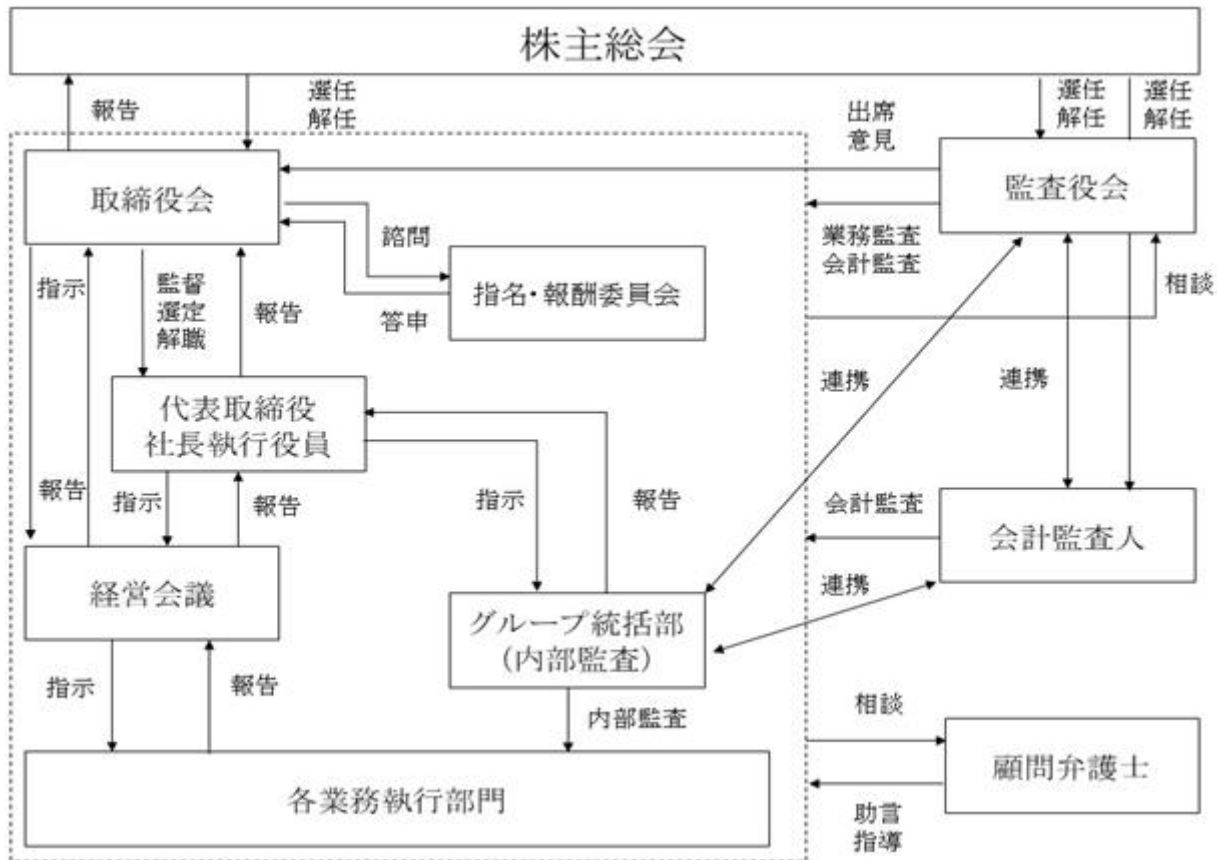 株主総会
報告
選任
解任
選任
解任
選任
解任
出席
意見
取締役会
監査役会
諮問
業務監査
会計監査
指示
監督
選定
解職
報告
指名・報酬委員会
相談
答申
代表取締役
社長執行役員
連携
連携
報告
指示
報告
指示
報告
会計監査
経営会議
会計監査人
連携
グループ統括部
（内部監査）
指示
報告
内部監査
相談
各業務執行部門
顧問弁護士
助言
指導